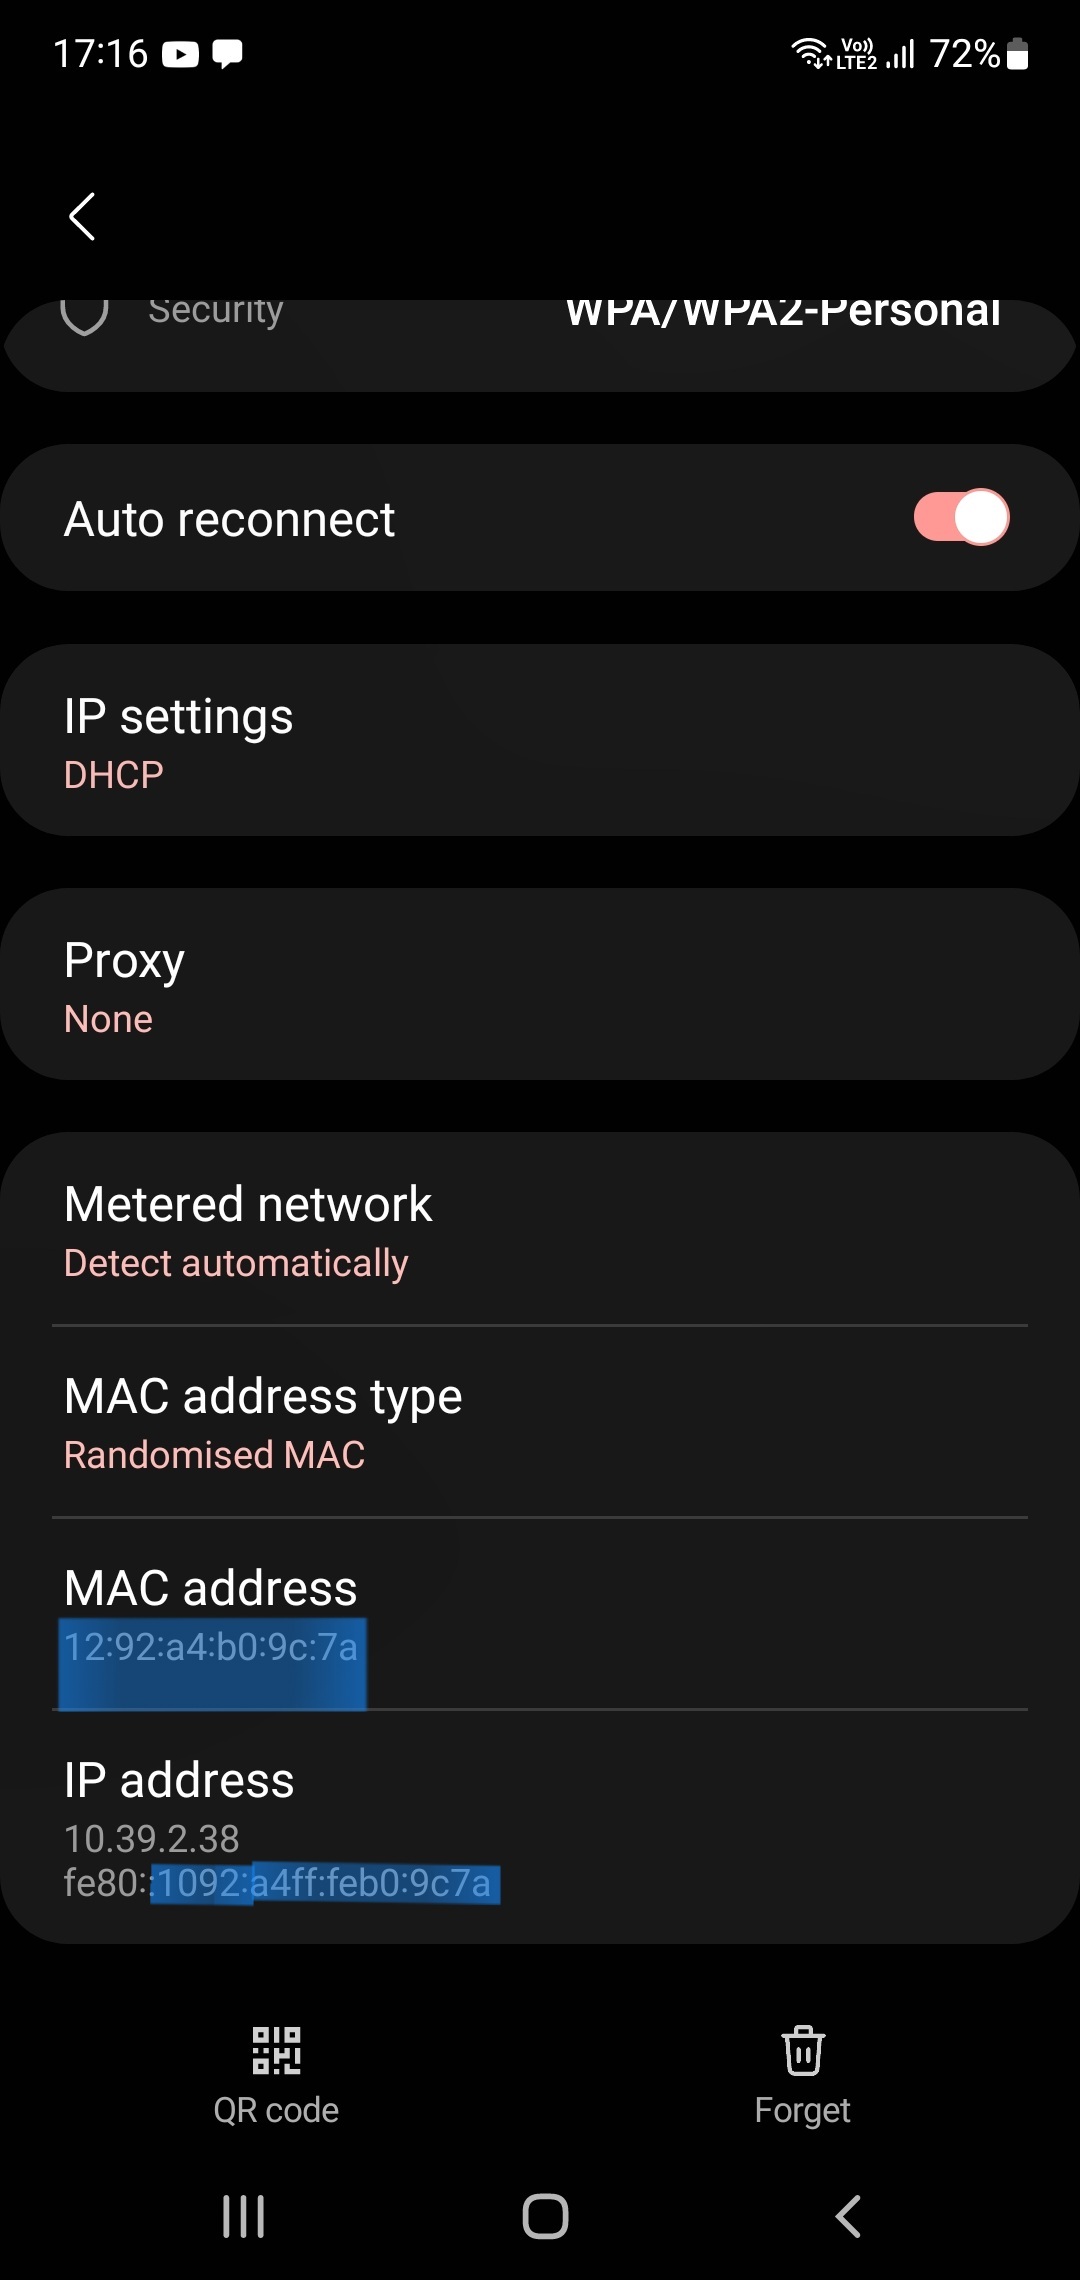 17:16 Vo)) LTE2 72%
Security WPA/WPA2-Personal
Auto reconnect
IP settings
DHCP
Proxy
None
Metered network
Detect automatically
MAC address type
Randomised MAC
MAC address
12:92:a4:b0:9c:7a
IP address
10.39.2.38
fe80::1092:a4ff:feb0:9c7a
QR code Forget